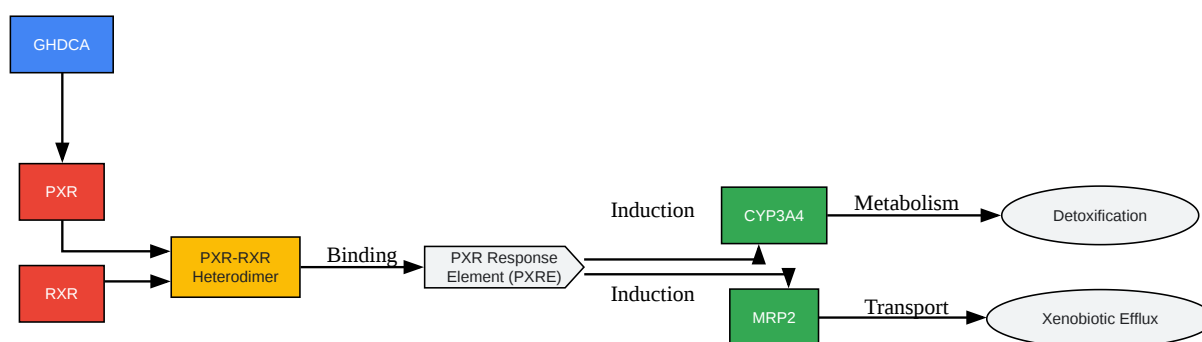 GHDCA
PXR
RXR
PXR-RXR
Heterodimer
Binding
PXR Response
Element (PXRE)
Induction
Induction
CYP3A4
MRP2
Metabolism
Transport
Detoxification
Xenobiotic Efflux